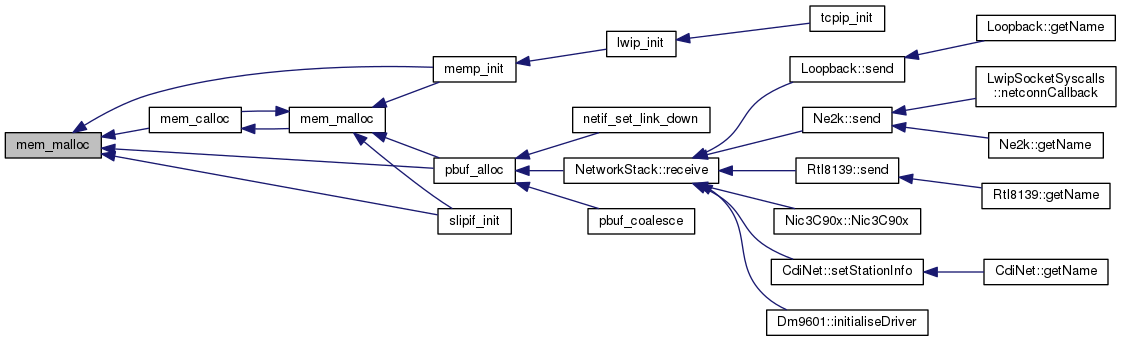 mem_malloc
mem_calloc
mem_malloc
memp_init
pbuf_alloc
slipif_init
lwip_init
netif_set_link_down
NetworkStack::receive
pbuf_coalesce
tcpip_init
Loopback::send
Ne2k::send
Rtl8139::send
Nic3C90x::Nic3C90x
CdiNet::setStationInfo
Dm9601::initialiseDriver
Loopback::getName
LwipSocketSyscalls
::netconnCallback
Ne2k::getName
Rtl8139::getName
CdiNet::getName